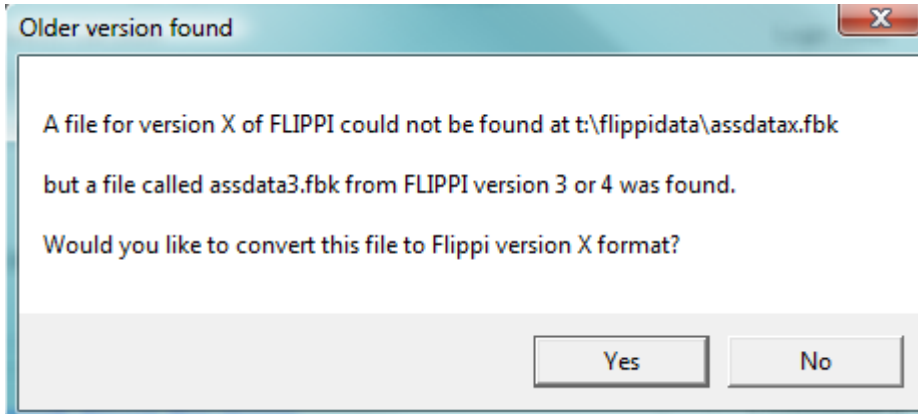 Older version found
A file for version X of FLIPPI could not be found at t:\flippidata\assdatax.fbk
but a file called assdata3.fbk from FLIPPI version 3 or 4 was found.
Would you like to convert this file to Flippi version X format?
Yes
No